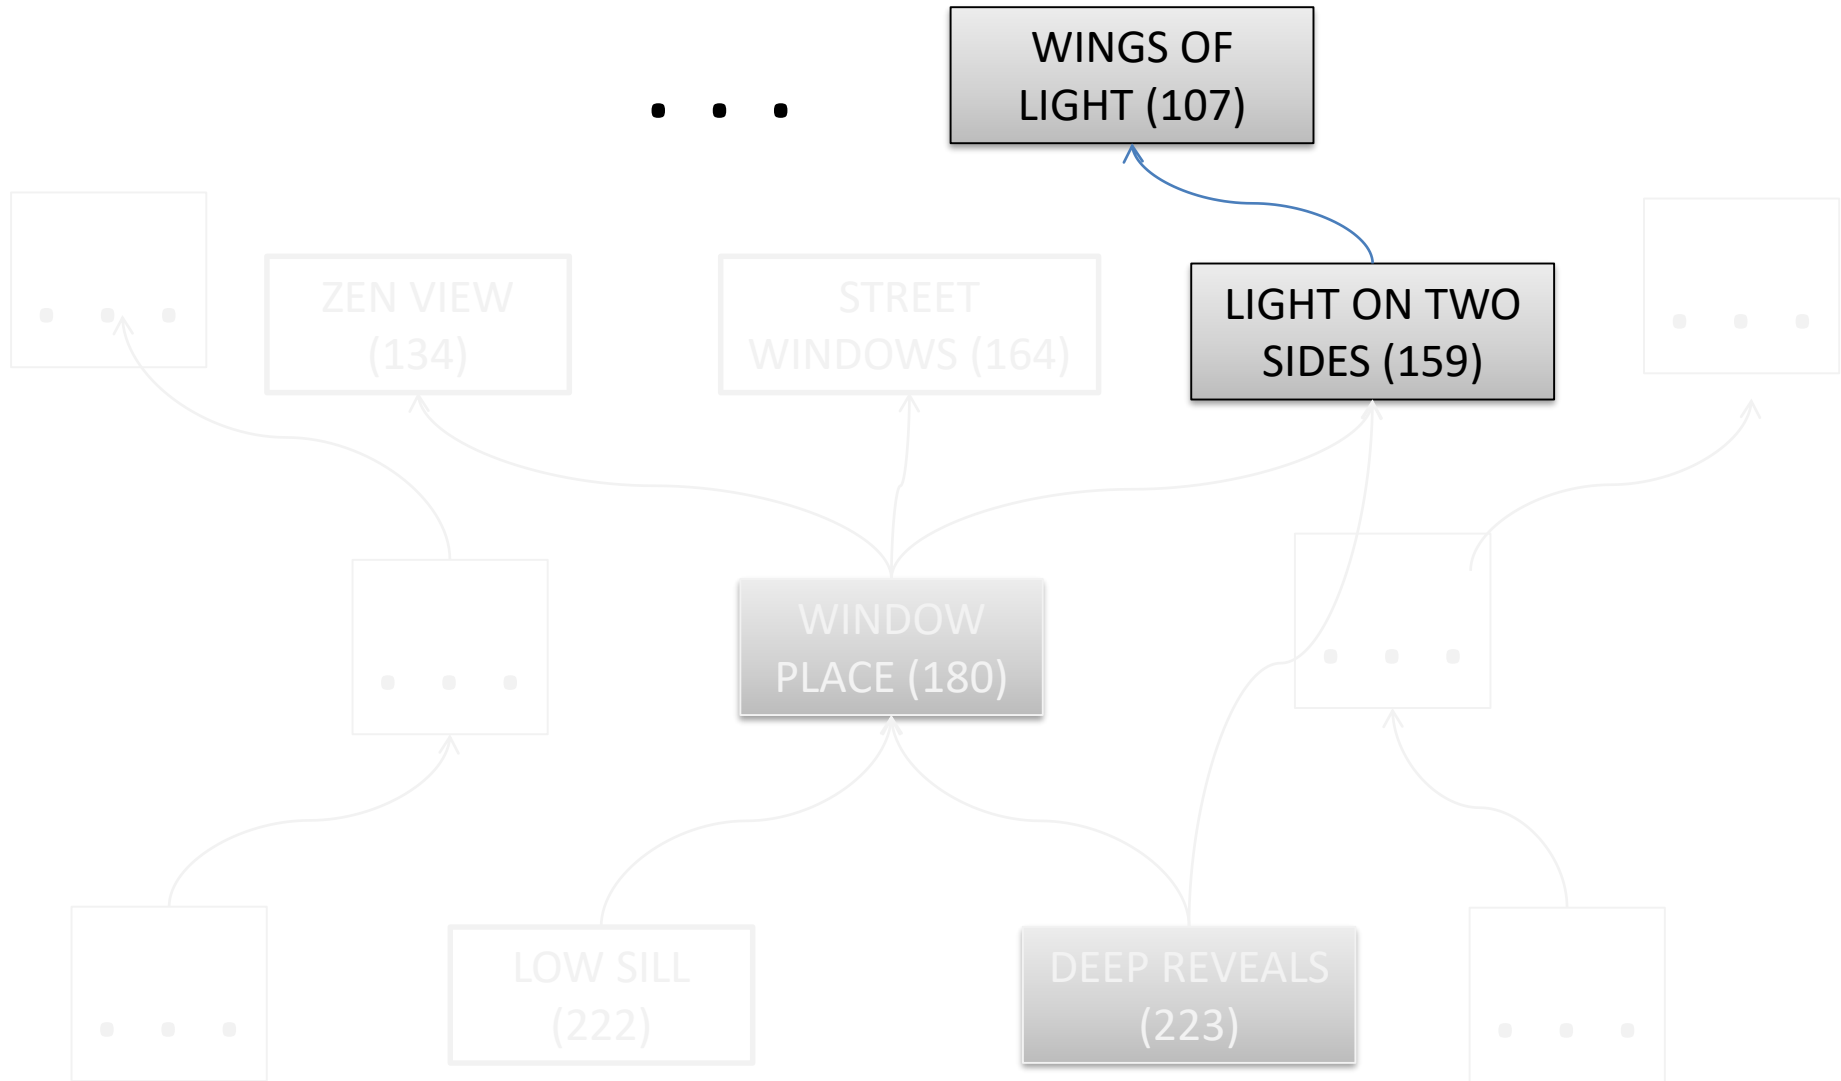 WINGS OF
LIGHT (107)
. . .
ZEN VIEW
(134)
STREET
WINDOWS (164)
LIGHT ON TWO
SIDES (159)
. . .
. . .
WINDOW
PLACE (180)
. . .
. . .
LOW SILL
(222)
DEEP REVEALS
(223)
. . .
. . .